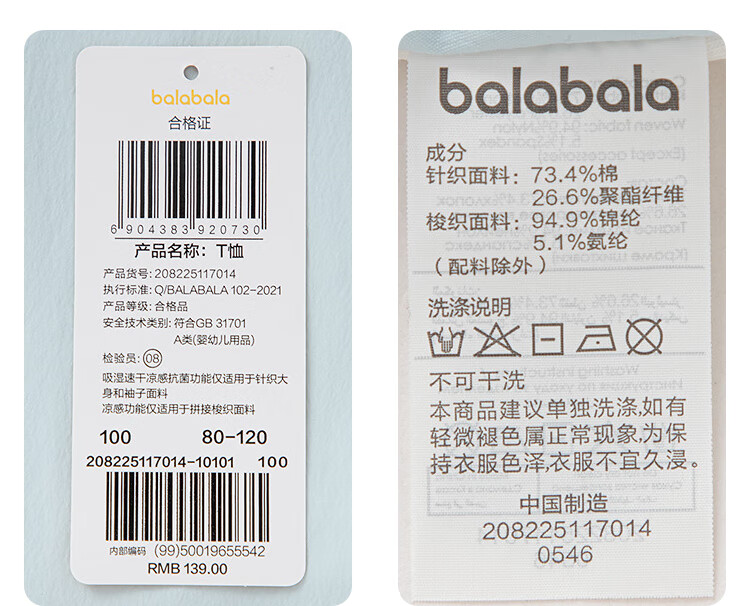 balabala
合格证
6 904383 920730
产品名称：T恤
产品货号: 208225117014
执行标准: Q/BALABALA 102-2021
产品等级: 合格品
安全技术类别: 符合GB 31701
A类(婴幼儿用品)
检验员: 08
吸湿速干凉感抗菌功能仅适用于针织大
身和袖子面料
凉感功能仅适用于拼接梭织面料
100 80-120
208225117014-10101 100
内部编码 (99)50019655542
RMB 139.00
balabala
成分
针织面料：73.4%棉
26.6%聚酯纤维
梭织面料：94.9%锦纶
5.1%氨纶
（配料除外）
洗涤说明
不可干洗
本商品建议单独洗涤,如有
轻微褪色属正常现象,为保
持衣服色泽,衣服不宜久浸。
中国制造
208225117014
0546